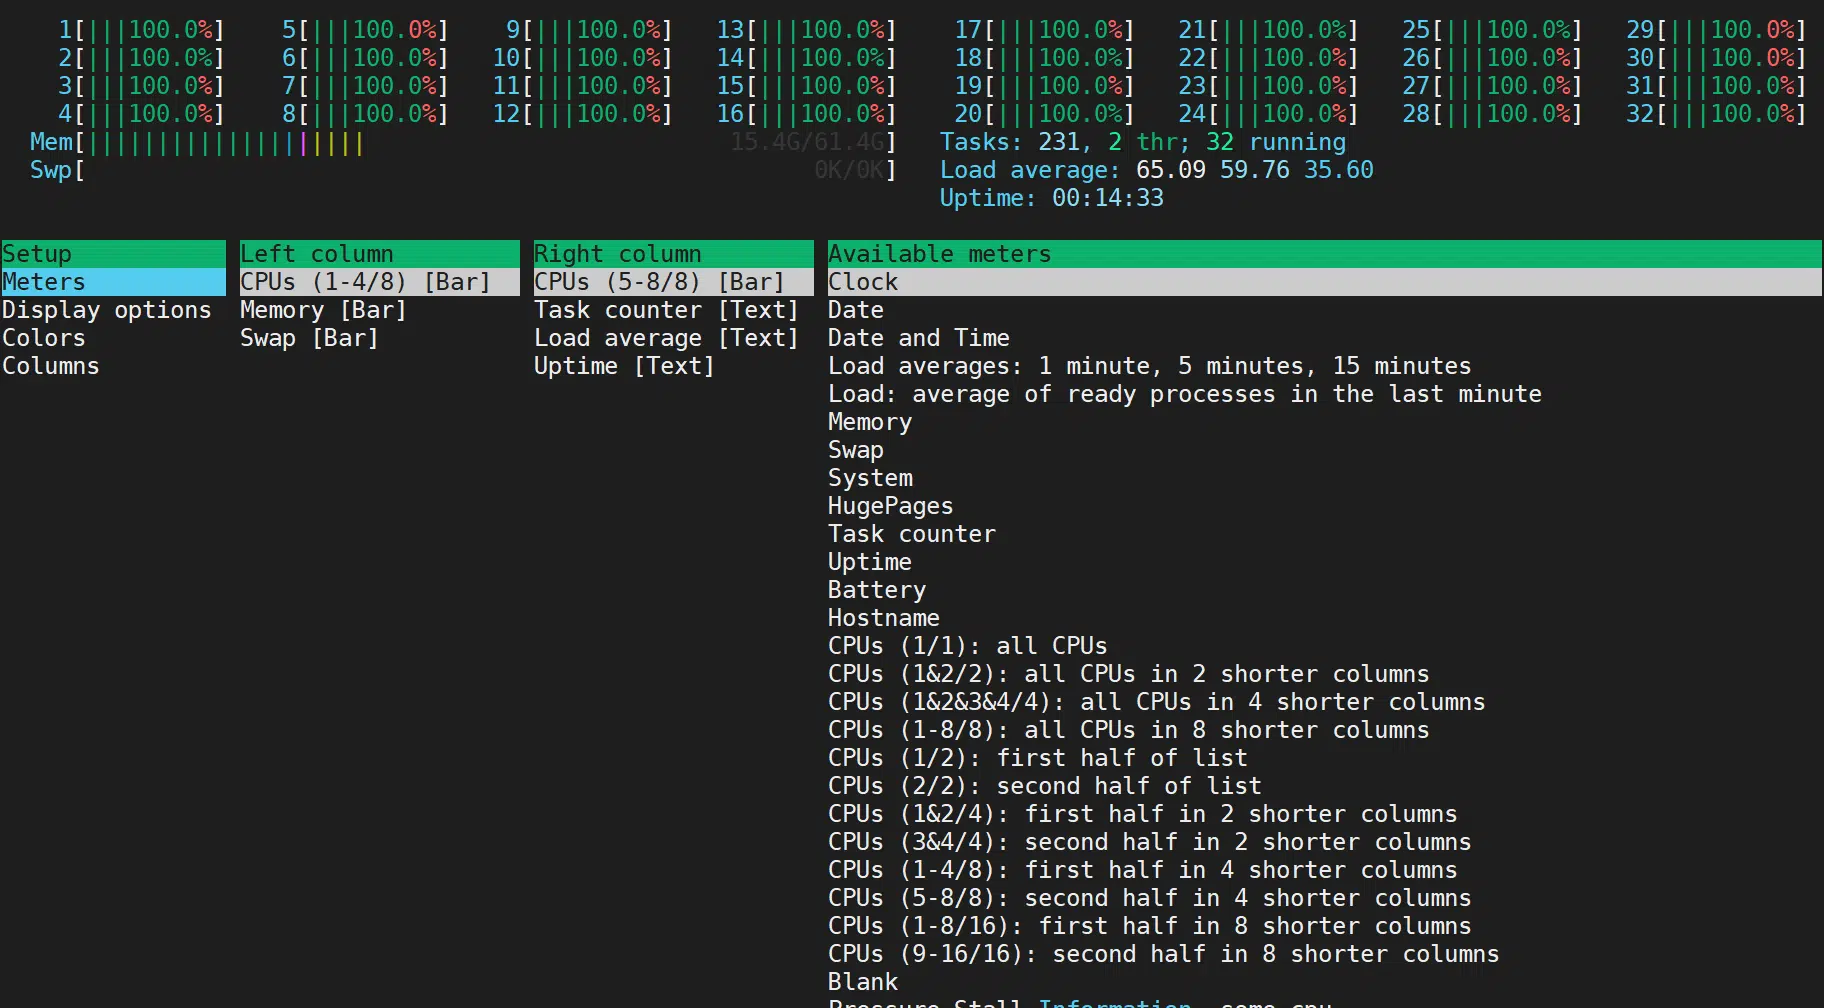 1[|||100.0%] 5[|||100.0%] 9[|||100.0%] 13[|||100.0%] 17[|||100.0%] 21[|||100.0%] 25[|||100.0%] 29[|||100.0%]
2[|||100.0%] 6[|||100.0%] 10[|||100.0%] 14[|||100.0%] 18[|||100.0%] 22[|||100.0%] 26[|||100.0%] 30[|||100.0%]
3[|||100.0%] 7[|||100.0%] 11[|||100.0%] 15[|||100.0%] 19[|||100.0%] 23[|||100.0%] 27[|||100.0%] 31[|||100.0%]
4[|||100.0%] 8[|||100.0%] 12[|||100.0%] 16[|||100.0%] 20[|||100.0%] 24[|||100.0%] 28[|||100.0%] 32[|||100.0%]
Mem[|||||||||||||||||||| 15.4G/61.4G] Tasks: 231, 2 thr; 32 running
Swp[ 0K/0K] Load average: 65.09 59.76 35.60
Uptime: 00:14:33
Setup Left column Right column Available meters
Meters CPUs (1-4/8) [Bar] CPUs (5-8/8) [Bar] Clock
Display options Memory [Bar] Task counter [Text] Date
Colors Swap [Bar] Load average [Text] Date and Time
Columns Uptime [Text] Load averages: 1 minute, 5 minutes, 15 minutes
Load: average of ready processes in the last minute
Memory
Swap
System
HugePages
Task counter
Uptime
Battery
Hostname
CPUs (1/1): all CPUs
CPUs (1&2/2): all CPUs in 2 shorter columns
CPUs (1&2&3&4/4): all CPUs in 4 shorter columns
CPUs (1-8/8): all CPUs in 8 shorter columns
CPUs (1/2): first half of list
CPUs (2/2): second half of list
CPUs (1&2/4): first half in 2 shorter columns
CPUs (3&4/4): second half in 2 shorter columns
CPUs (1-4/8): first half in 4 shorter columns
CPUs (5-8/8): second half in 4 shorter columns
CPUs (1-8/16): first half in 8 shorter columns
CPUs (9-16/16): second half in 8 shorter columns
Blank
Pressure Stall Information, some cpu